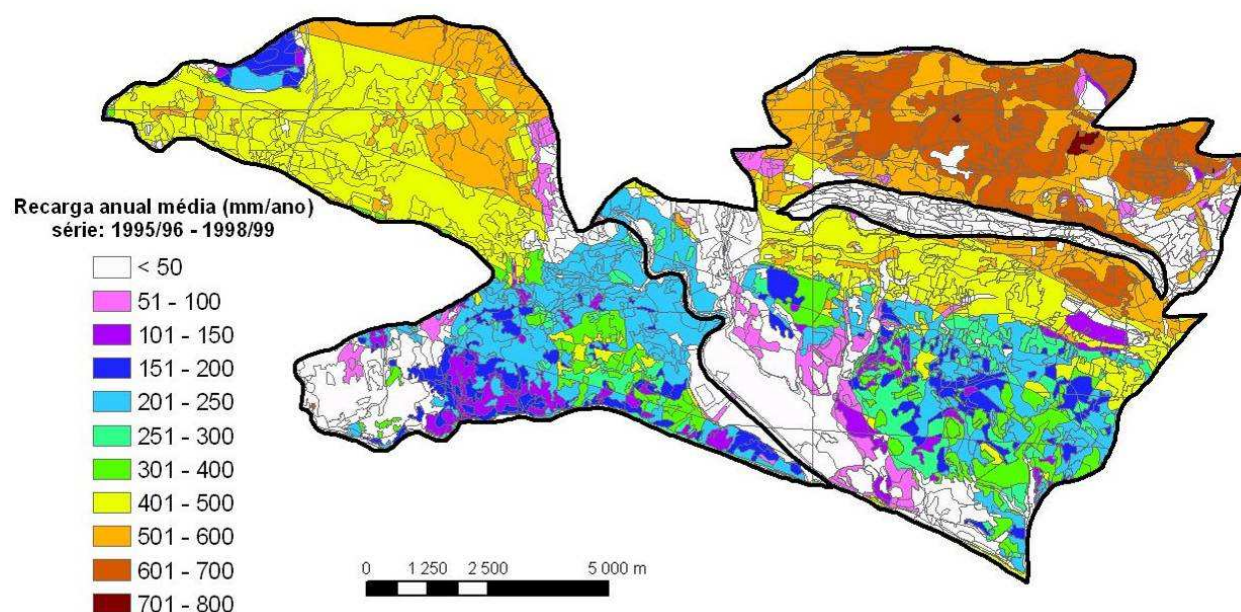 Recarga anual média (mm/ano)
série: 1995/96 - 1998/99
< 50
51 - 100
101 - 150
151 - 200
201 - 250
251 - 300
301 - 400
401 - 500
501 - 600
601 - 700
701 - 800
0 1 250 2 500 5 000 m